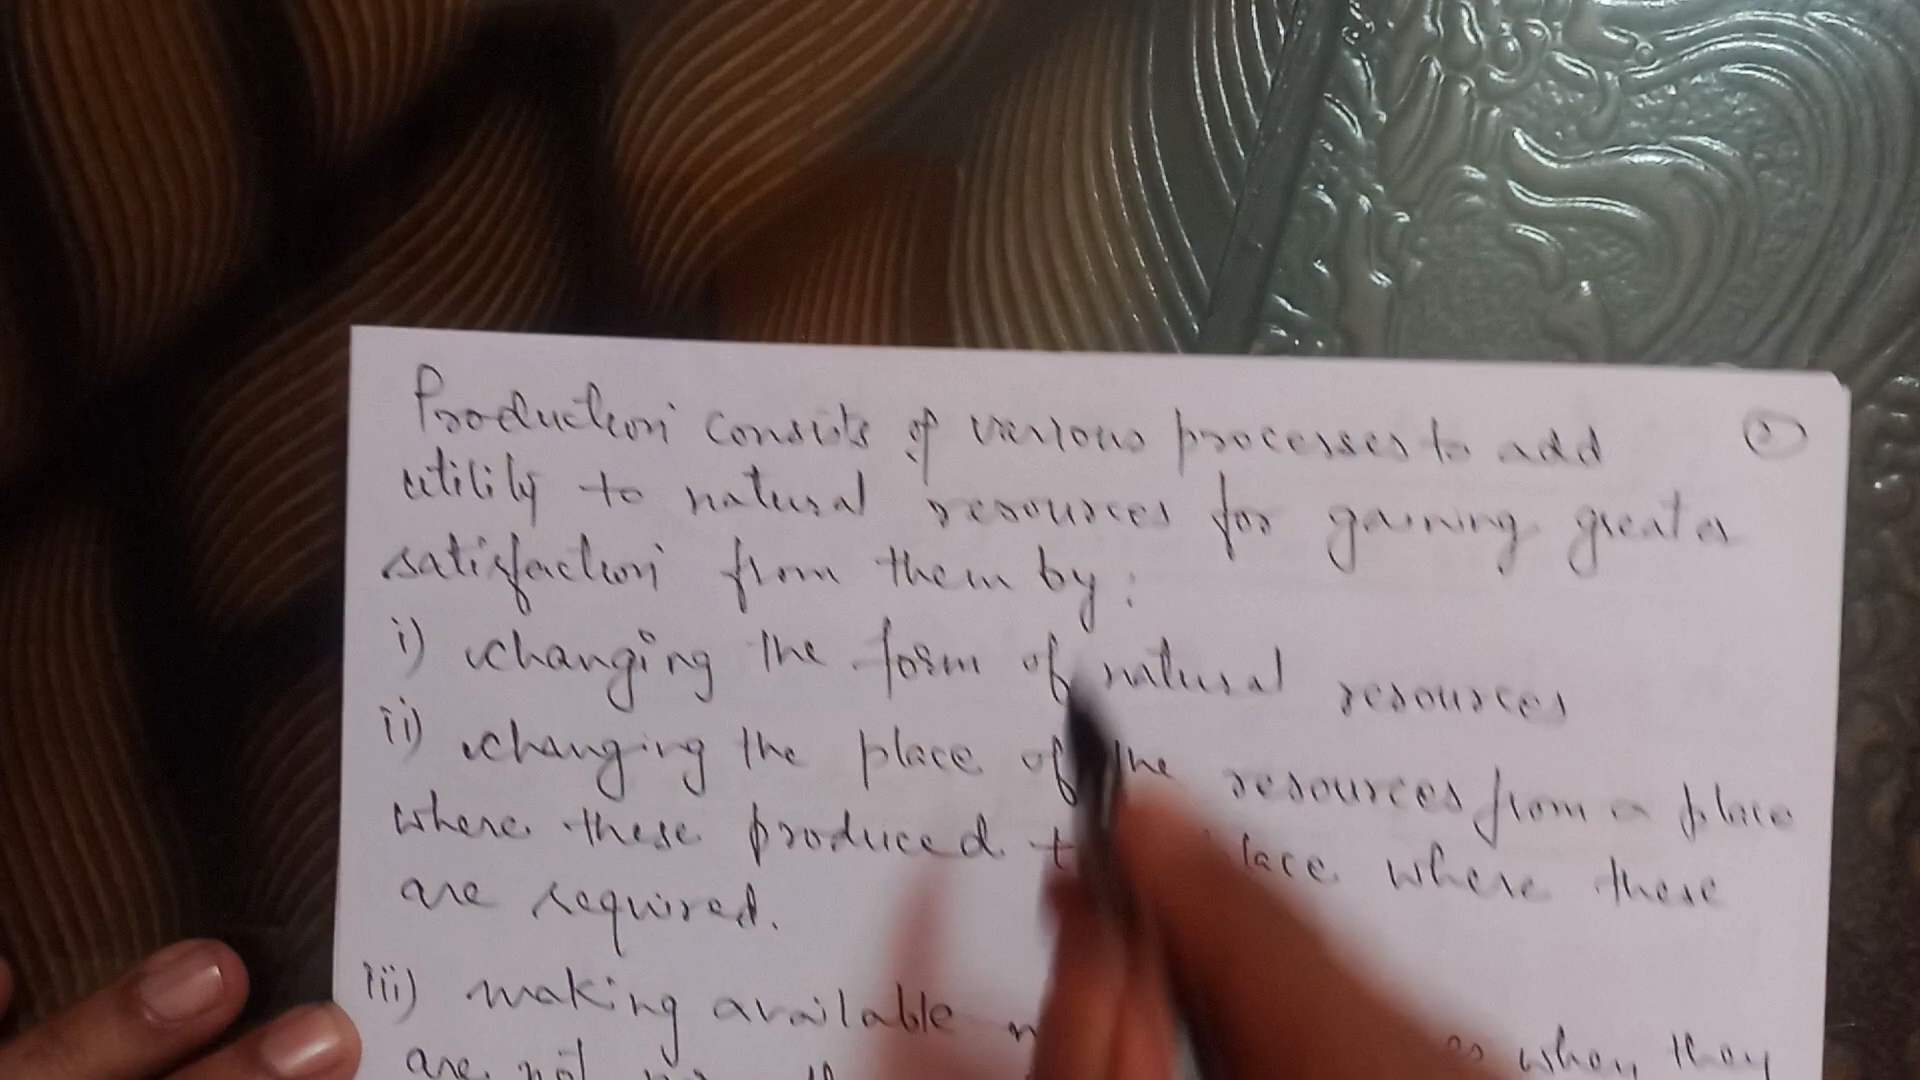 Production consists of various processes to add
utility to natural resources for gaining greater
satisfaction from them by:
i) changing the form of natural resources
ii) changing the place of the resources from a place
where these produced where these
are required.
iii) making available when they
are not